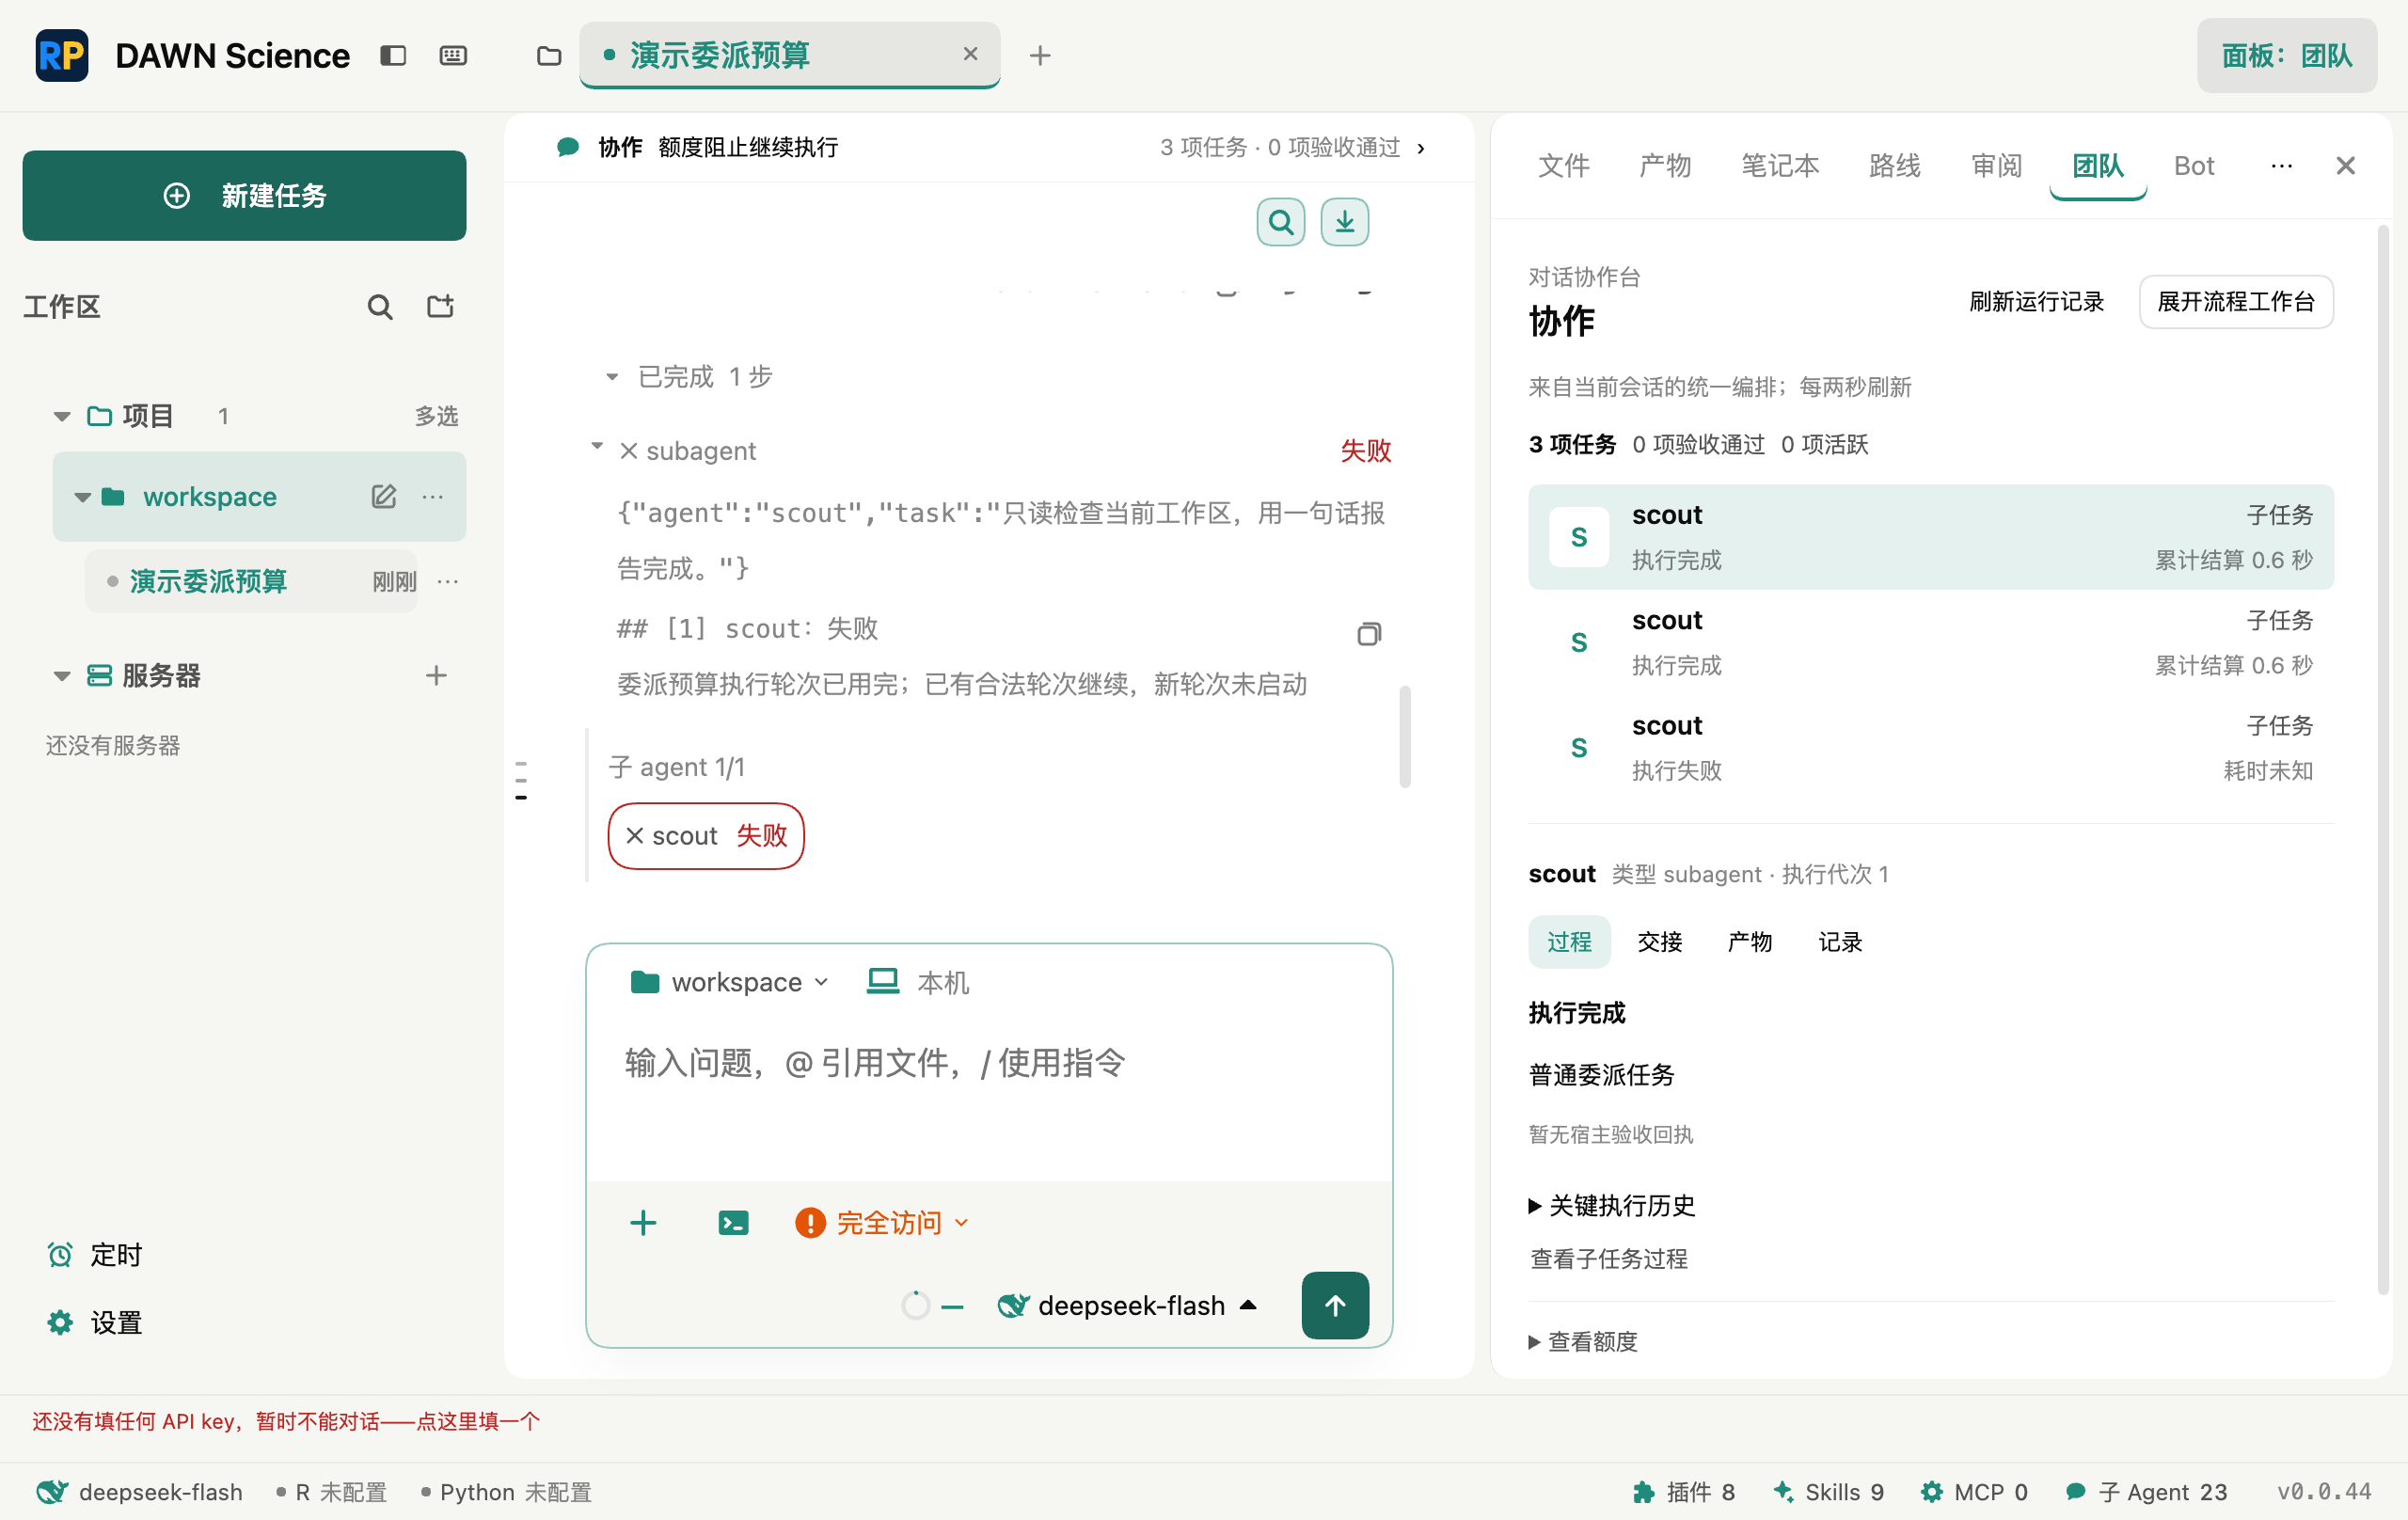 RP DAWN Science
演示委派预算
面板：团队
新建任务
工作区
项目 1 多选
workspace
演示委派预算 刚刚
服务器
还没有服务器
定时
设置
协作 额度阻止继续执行 3 项任务 · 0 项验收通过
已完成 1 步
subagent 失败
{"agent":"scout","task":"只读检查当前工作区，用一句话报
告完成。"}
## [1] scout：失败
委派预算执行轮次已用完；已有合法轮次继续，新轮次未启动
子 agent 1/1
scout 失败
workspace 本机
输入问题，@ 引用文件，/ 使用指令
完全访问
deepseek-flash
文件 产物 笔记本 路线 审阅 团队 Bot
对话协作台
协作
刷新运行记录 展开流程工作台
来自当前会话的统一编排；每两秒刷新
3 项任务 0 项验收通过 0 项活跃
S scout 子任务
执行完成 累计结算 0.6 秒
S scout 子任务
执行完成 累计结算 0.6 秒
S scout 子任务
执行失败 耗时未知
scout 类型 subagent · 执行代次 1
过程 交接 产物 记录
执行完成
普通委派任务
暂无宿主验收回执
关键执行历史
查看子任务过程
查看额度
还没有填任何 API key，暂时不能对话——点这里填一个
deepseek-flash R 未配置 Python 未配置
插件 8 Skills 9 MCP 0 子 Agent 23 v0.0.44